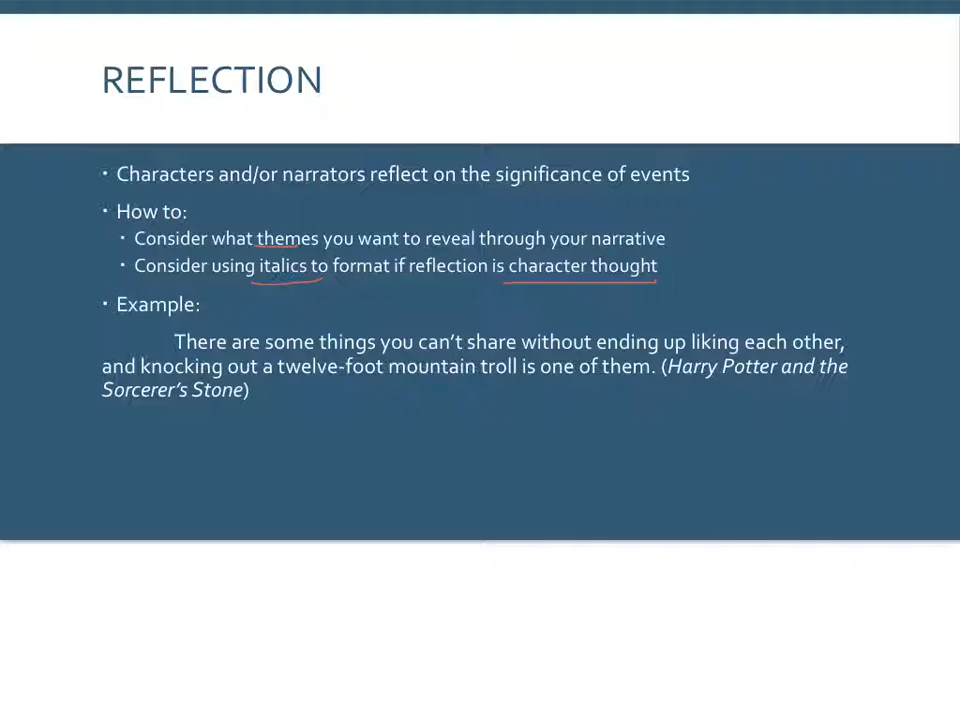 REFLECTION
▪ Characters and/or narrators reflect on the significance of events
▪ How to:
▪ Consider what themes you want to reveal through your narrative
▪ Consider using italics to format if reflection is character thought
▪ Example:
There are some things you can’t share without ending up liking each other,
and knocking out a twelve-foot mountain troll is one of them. (Harry Potter and the
Sorcerer’s Stone)